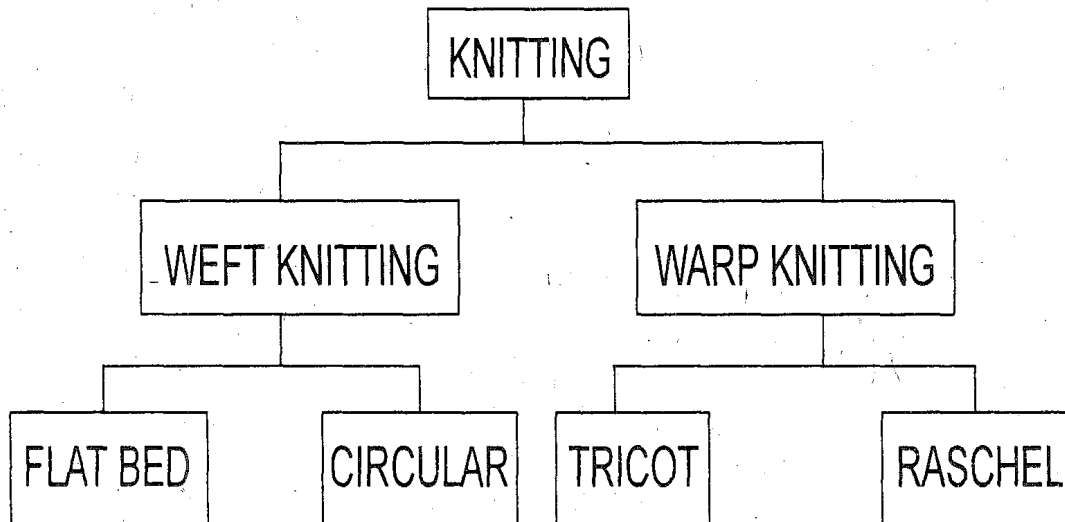 KNITTING
WEFT KNITTING
WARP KNITTING
FLAT BED
CIRCULAR
TRICOT
RASCHEL